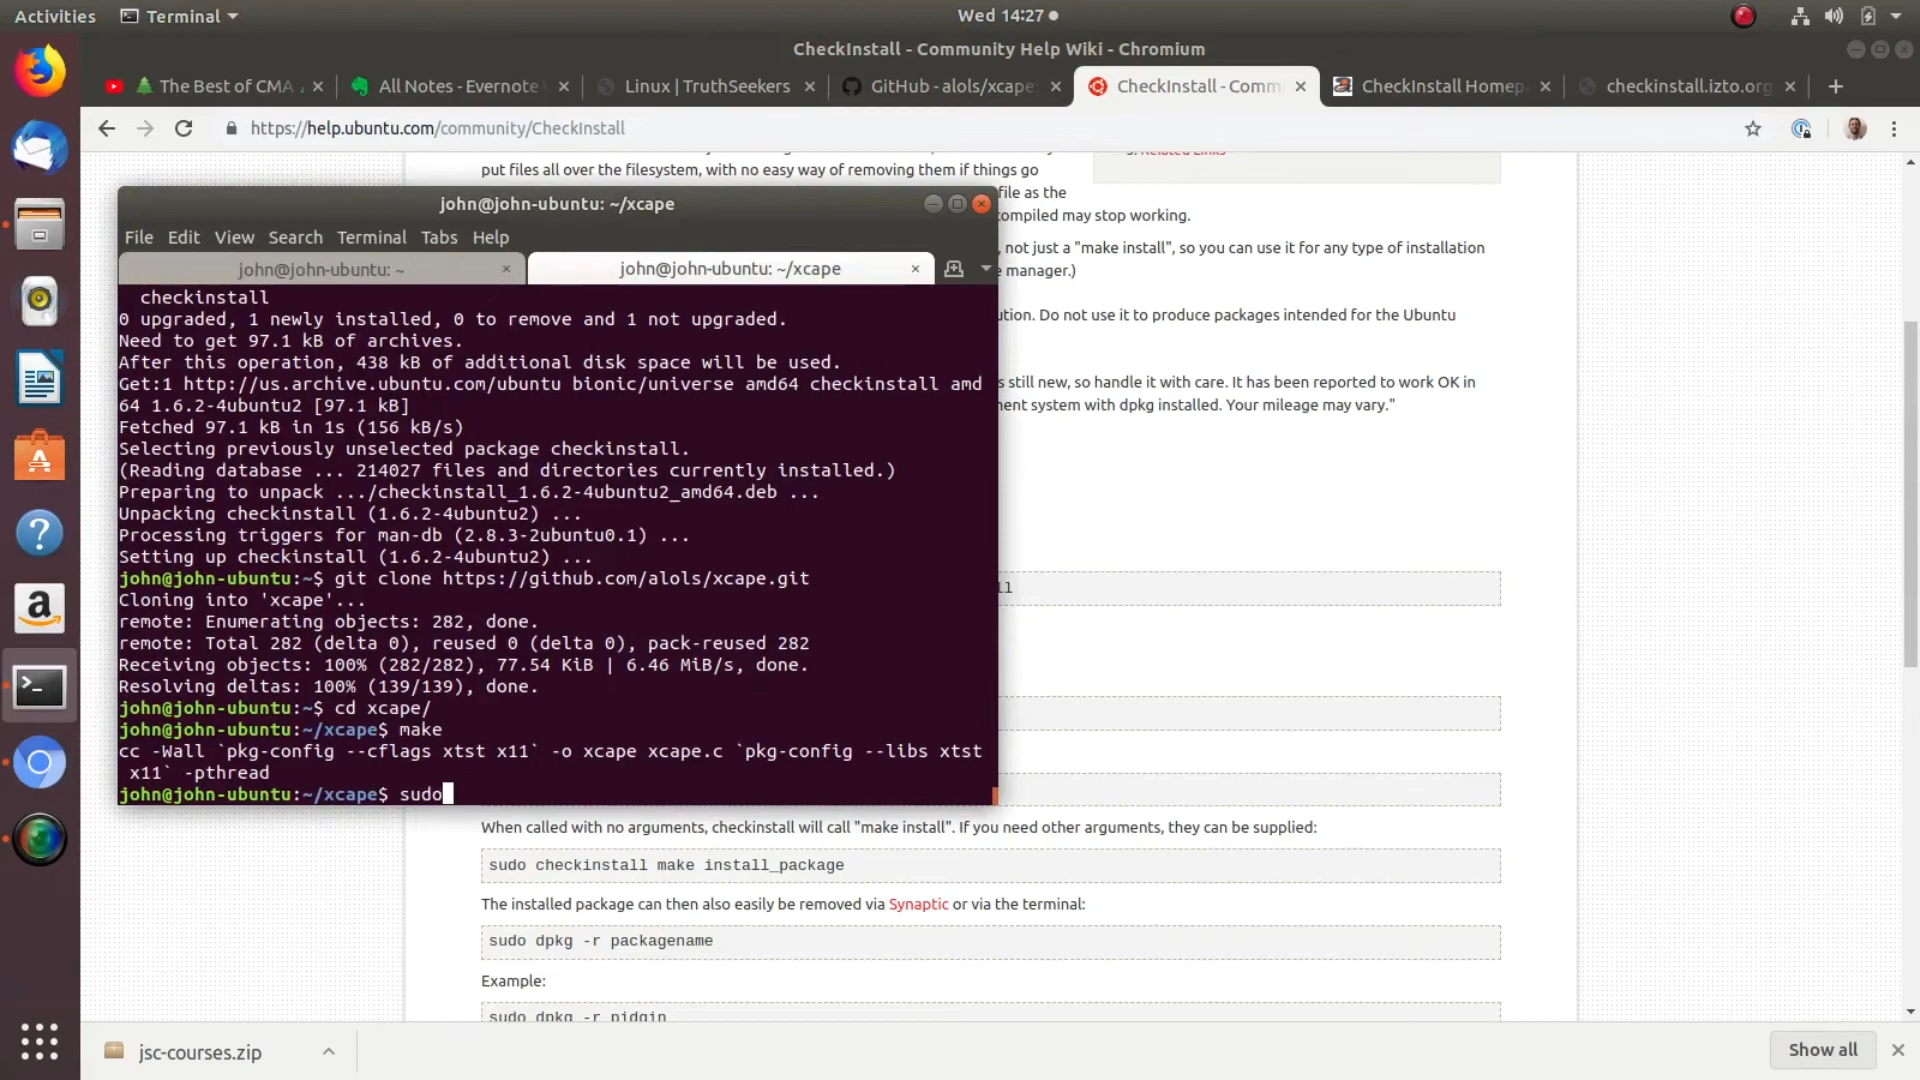 Activities
Terminal
Wed 14:27
CheckInstall - Community Help Wiki - Chromium
The Best of CMA
All Notes - Evernote
Linux | TruthSeekers
GitHub - alols/xcape
CheckInstall - Comm
CheckInstall Homep
checkinstall.izto.org
https://help.ubuntu.com/community/CheckInstall
put files all over the filesystem, with no easy way of removing them if things go
Related Links
file as the
compiled may stop working.
, not just a "make install", so you can use it for any type of installation
manager.)
ution. Do not use it to produce packages intended for the Ubuntu
s still new, so handle it with care. It has been reported to work OK in
ment system with dpkg installed. Your mileage may vary."
ll
john@john-ubuntu: ~/xcape
File Edit View Search Terminal Tabs Help
john@john-ubuntu: ~
john@john-ubuntu: ~/xcape
checkinstall
0 upgraded, 1 newly installed, 0 to remove and 1 not upgraded.
Need to get 97.1 kB of archives.
After this operation, 438 kB of additional disk space will be used.
Get:1 http://us.archive.ubuntu.com/ubuntu bionic/universe amd64 checkinstall amd
64 1.6.2-4ubuntu2 [97.1 kB]
Fetched 97.1 kB in 1s (156 kB/s)
Selecting previously unselected package checkinstall.
(Reading database ... 214027 files and directories currently installed.)
Preparing to unpack .../checkinstall_1.6.2-4ubuntu2_amd64.deb ...
Unpacking checkinstall (1.6.2-4ubuntu2) ...
Processing triggers for man-db (2.8.3-2ubuntu0.1) ...
Setting up checkinstall (1.6.2-4ubuntu2) ...
john@john-ubuntu:~$ git clone https://github.com/alols/xcape.git
Cloning into 'xcape'...
remote: Enumerating objects: 282, done.
remote: Total 282 (delta 0), reused 0 (delta 0), pack-reused 282
Receiving objects: 100% (282/282), 77.54 KiB | 6.46 MiB/s, done.
Resolving deltas: 100% (139/139), done.
john@john-ubuntu:~$ cd xcape/
john@john-ubuntu:~/xcape$ make
cc -Wall `pkg-config --cflags xtst x11` -o xcape xcape.c `pkg-config --libs xtst
x11` -pthread
john@john-ubuntu:~/xcape$ sudo
When called with no arguments, checkinstall will call "make install". If you need other arguments, they can be supplied:
sudo checkinstall make install_package
The installed package can then also easily be removed via Synaptic or via the terminal:
sudo dpkg -r packagename
Example:
sudo dpkg -r pidgin
jsc-courses.zip
Show all